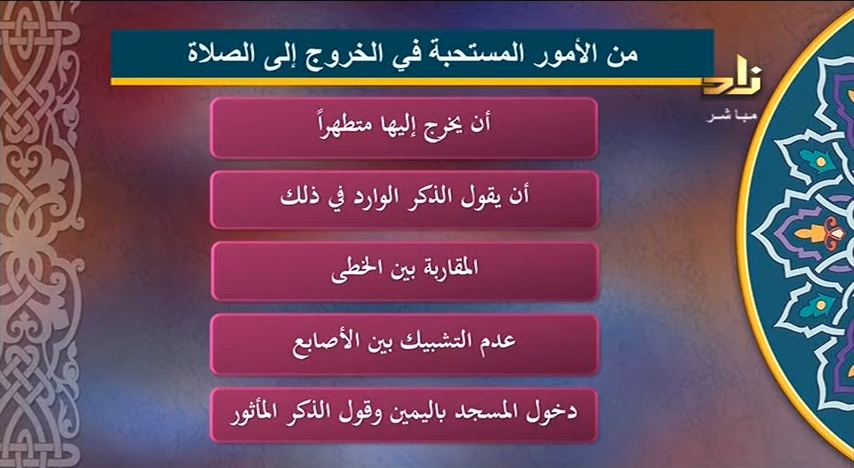 من الأمور المستحبة في الخروج إلى الصلاة
زاد
مباشر
أن يخرج إليها متطهراً
أن يقول الذكر الوارد في ذلك
المقاربة بين الخطى
عدم التشبيك بين الأصابع
دخول المسجد باليمين وقول الذكر المأثور